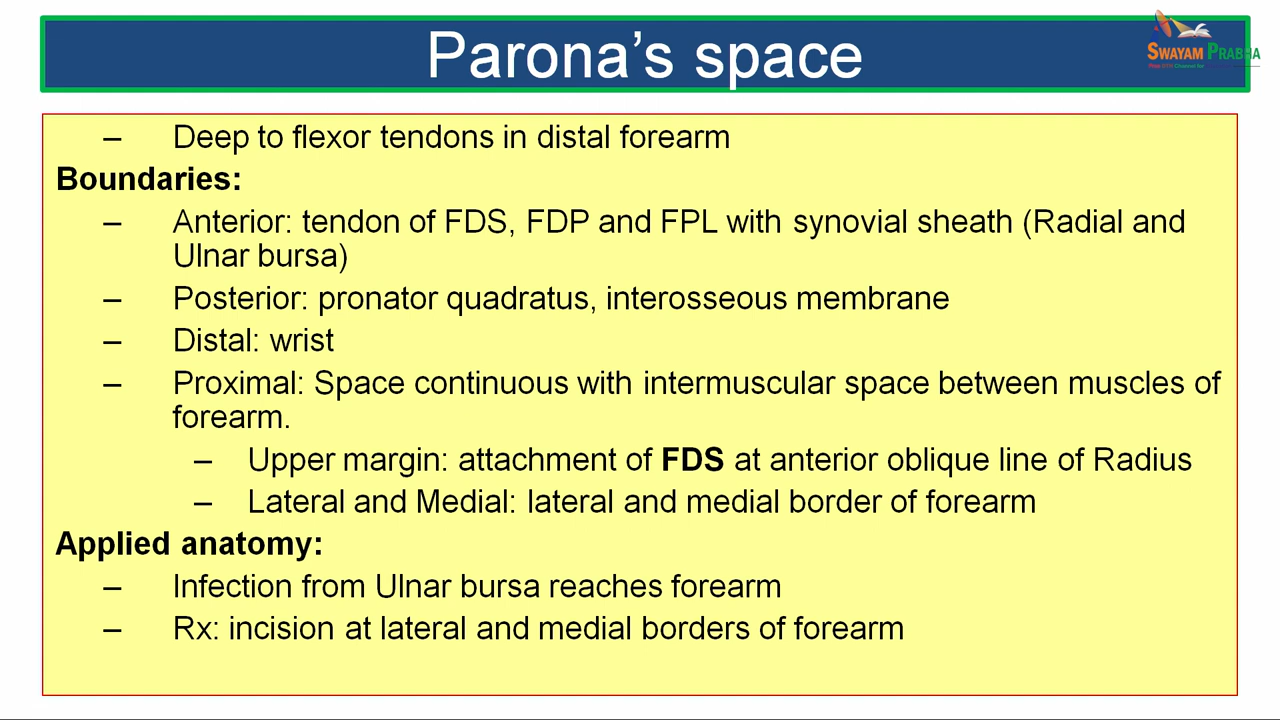 Parona's space
SWAYAM PRABHA
– Deep to flexor tendons in distal forearm
Boundaries:
– Anterior: tendon of FDS, FDP and FPL with synovial sheath (Radial and
Ulnar bursa)
– Posterior: pronator quadratus, interosseous membrane
– Distal: wrist
– Proximal: Space continuous with intermuscular space between muscles of
forearm.
– Upper margin: attachment of FDS at anterior oblique line of Radius
– Lateral and Medial: lateral and medial border of forearm
Applied anatomy:
– Infection from Ulnar bursa reaches forearm
– Rx: incision at lateral and medial borders of forearm